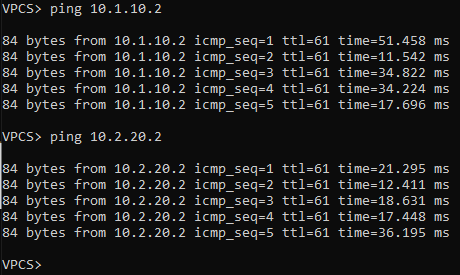 VPCS> ping 10.1.10.2
84 bytes from 10.1.10.2 icmp_seq=1 ttl=61 time=51.458 ms
84 bytes from 10.1.10.2 icmp_seq=2 ttl=61 time=11.542 ms
84 bytes from 10.1.10.2 icmp_seq=3 ttl=61 time=34.822 ms
84 bytes from 10.1.10.2 icmp_seq=4 ttl=61 time=34.224 ms
84 bytes from 10.1.10.2 icmp_seq=5 ttl=61 time=17.696 ms
VPCS> ping 10.2.20.2
84 bytes from 10.2.20.2 icmp_seq=1 ttl=61 time=21.295 ms
84 bytes from 10.2.20.2 icmp_seq=2 ttl=61 time=12.411 ms
84 bytes from 10.2.20.2 icmp_seq=3 ttl=61 time=18.631 ms
84 bytes from 10.2.20.2 icmp_seq=4 ttl=61 time=17.448 ms
84 bytes from 10.2.20.2 icmp_seq=5 ttl=61 time=36.195 ms
VPCS>